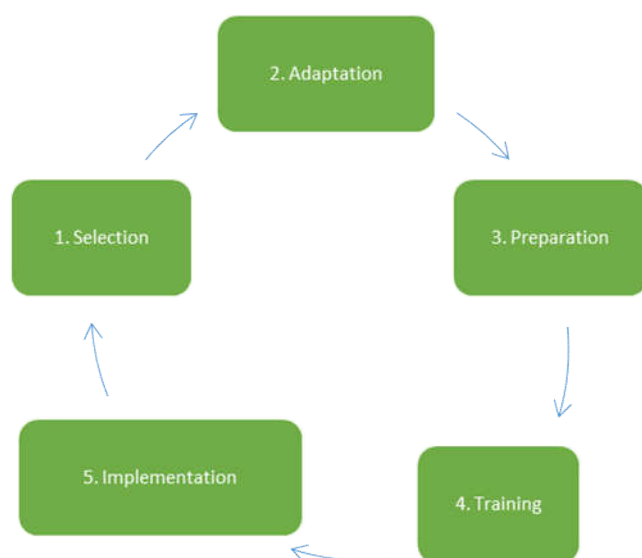 1. Selection
2. Adaptation
3. Preparation
4. Training
5. Implementation